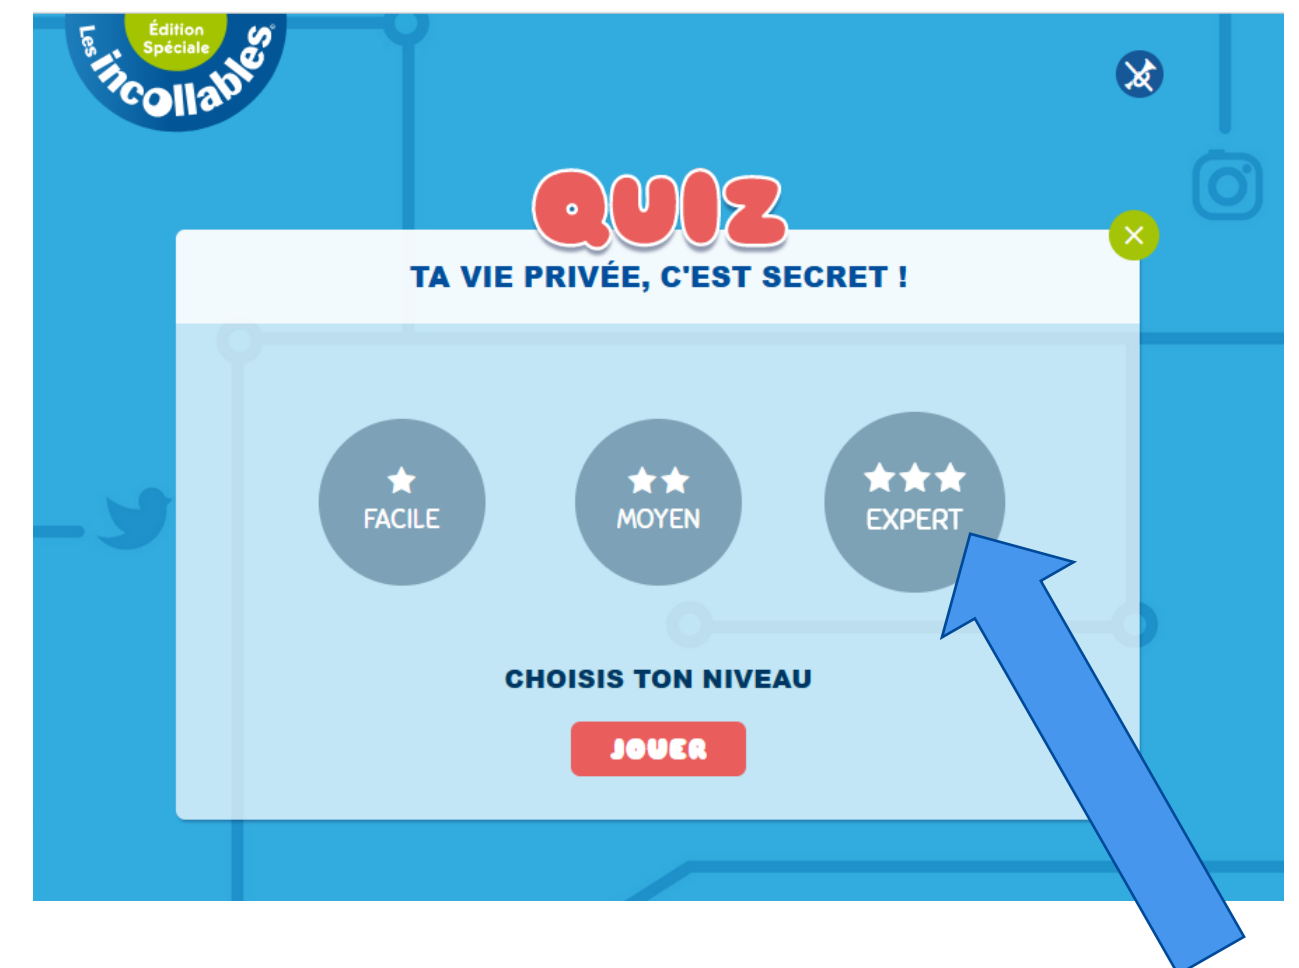 Édition
Spéciale
Les
incollables
QUIZ
TA VIE PRIVÉE, C'EST SECRET !
FACILE
MOYEN
EXPERT
CHOISIS TON NIVEAU
JOUER